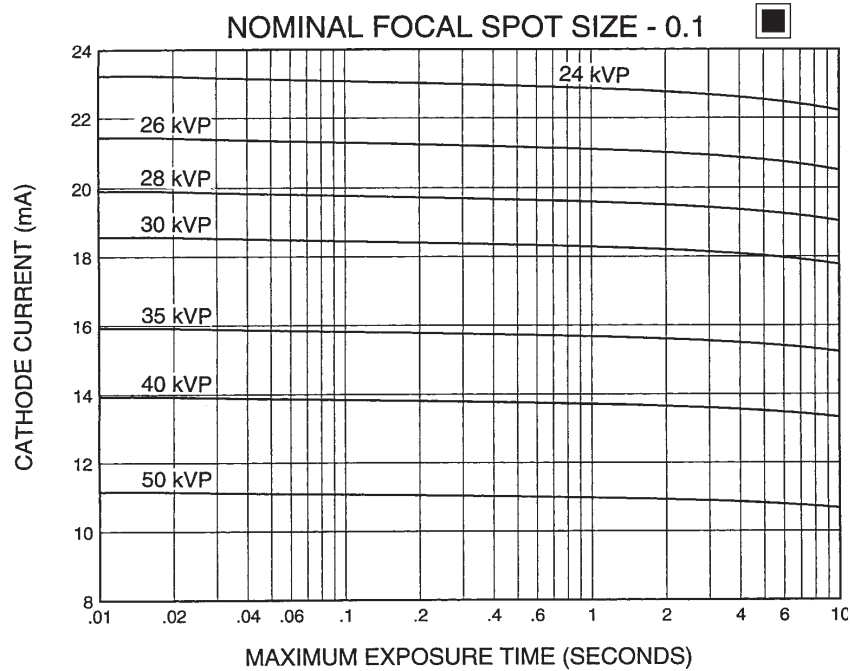 NOMINAL FOCAL SPOT SIZE - 0.1
24 kVP
26 kVP
28 kVP
30 kVP
35 kVP
40 kVP
50 kVP
CATHODE CURRENT (mA)
24
22
20
18
16
14
12
10
8
.01 .02 .04 .06 .1 .2 .4 .6 1 2 4 6 10
MAXIMUM EXPOSURE TIME (SECONDS)